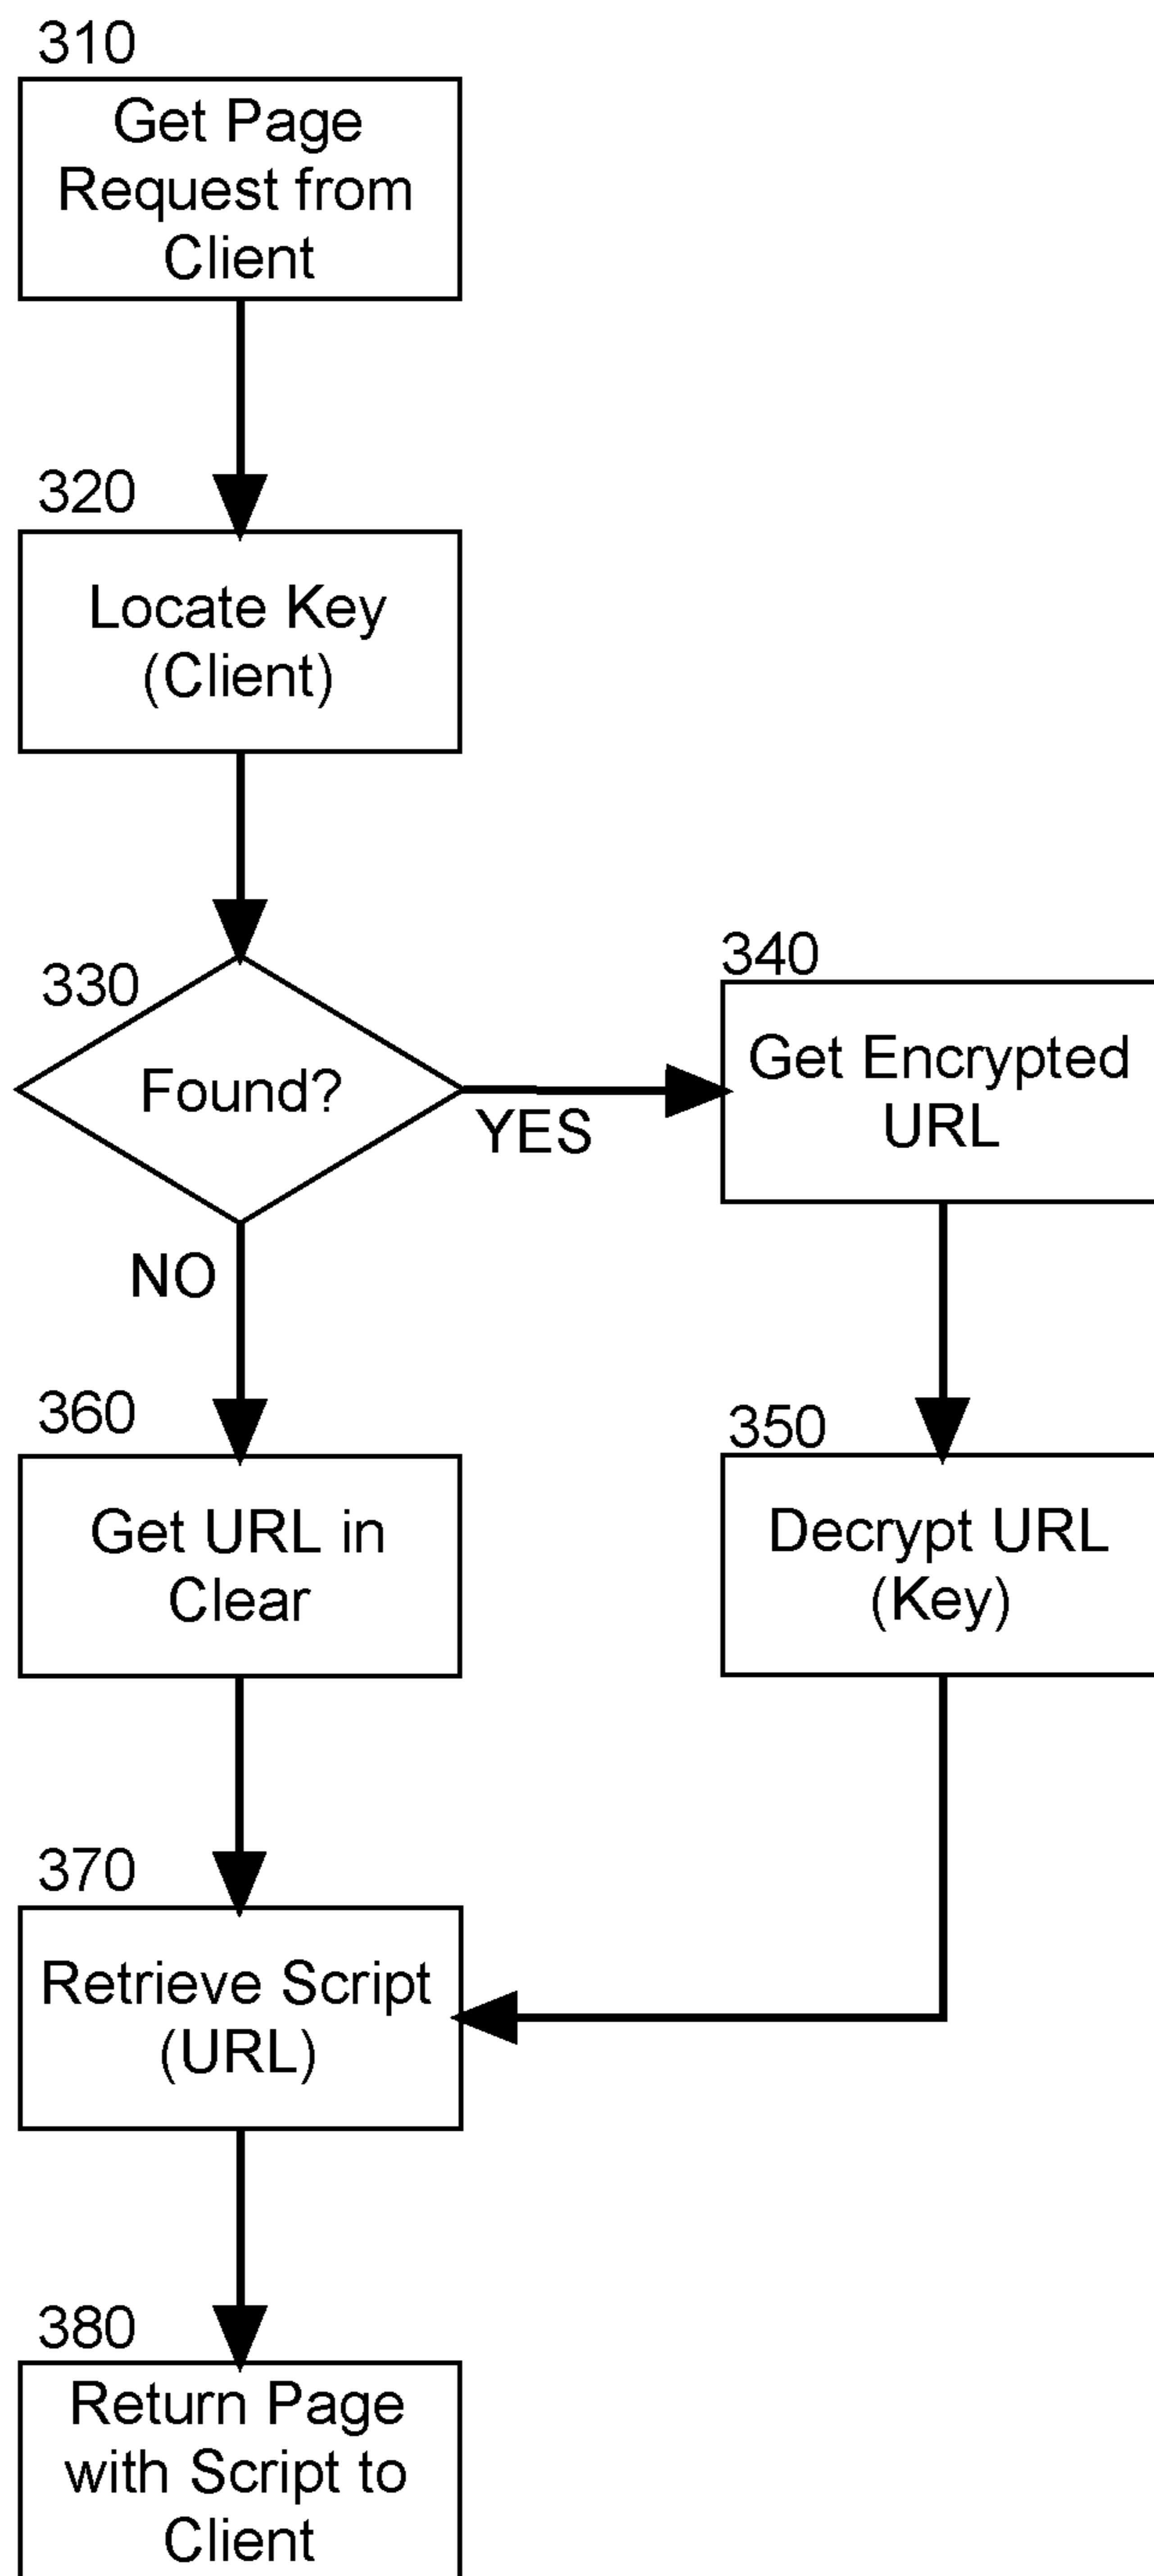 310
Get Page
Request from
Client
320
Locate Key
(Client)
330
Found?
YES
NO
340
Get Encrypted
URL
350
Decrypt URL
(Key)
360
Get URL in
Clear
370
Retrieve Script
(URL)
380
Return Page
with Script to
Client